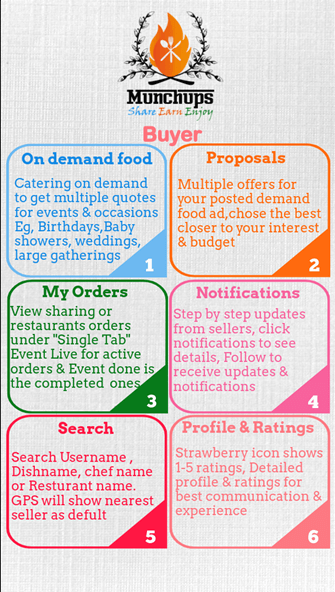 Munchups
Share Earn Enjoy
Buyer
On demand food
Catering on demand
to get multiple quotes
for events & occasions
Eg, Birthdays,Baby
showers, weddings,
large gatherings
1
Proposals
Multiple offers for
your posted demand
food ad,chose the best
closer to your interest
& budget
2
My Orders
View sharing or
restaurants orders
under "Single Tab"
Event Live for active
orders & Event done is
the completed ones
3
Notifications
Step by step updates
from sellers, click
notifications to see
details, Follow to
receive updates &
notifications
4
Search
Search Username ,
Dishname, chef name
or Resturant name.
GPS will show nearest
seller as defult
5
Profile & Ratings
Strawberry icon shows
1-5 ratings, Detailed
profile & ratings for
best communication &
experience
6